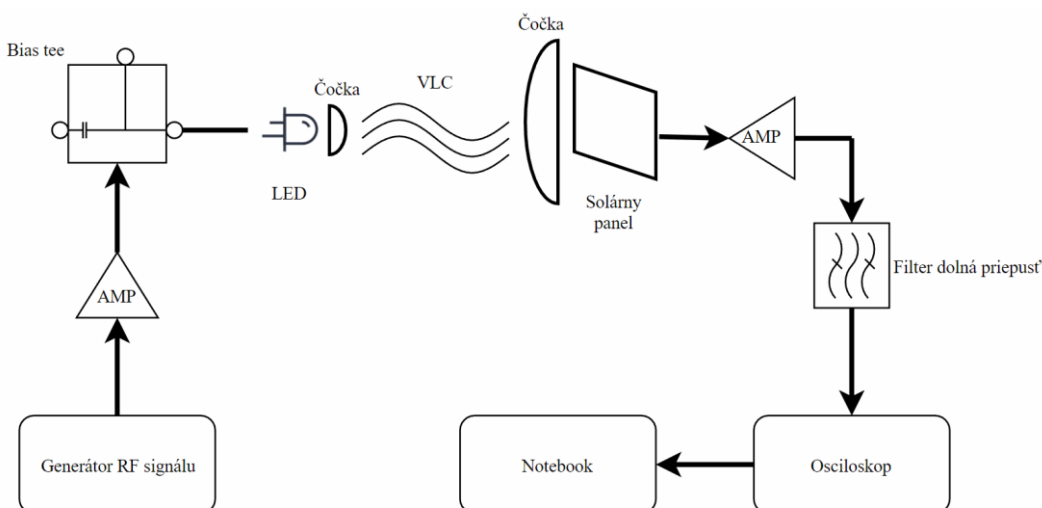 Čočka
Bias tee
VLC
Čočka
AMP
LED
Solárny
panel
Filter dolná priepusť
AMP
Generátor RF signálu
Notebook
Osciloskop